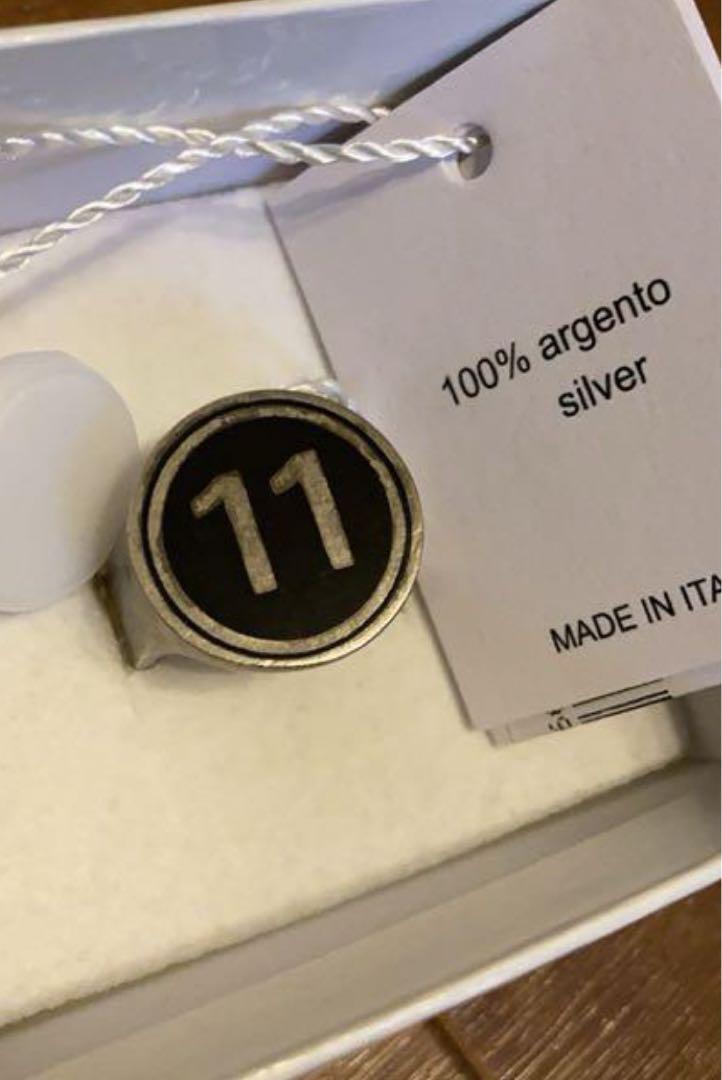 100% argento
silver
11
MADE IN ITA